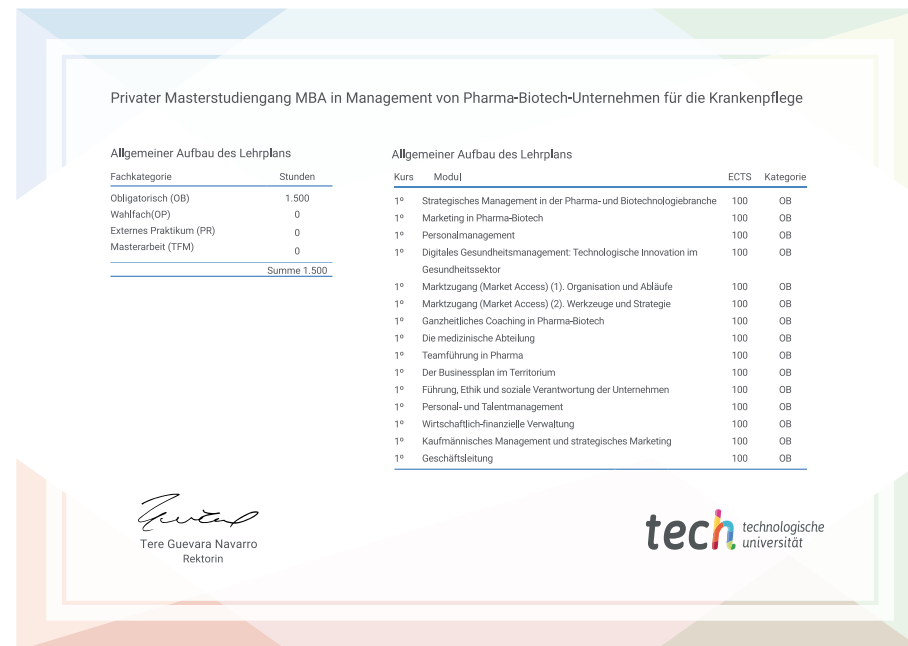 Privater Masterstudiengang MBA in Management von Pharma-Biotech-Unternehmen für die Krankenpflege
Allgemeiner Aufbau des Lehrplans
Fachkategorie Stunden
Obligatorisch (OB) 1.500
Wahlfach(OP) 0
Externes Praktikum (PR) 0
Masterarbeit (TFM) 0
Summe 1.500
Allgemeiner Aufbau des Lehrplans
Kurs Modul ECTS Kategorie
1º Strategisches Management in der Pharma- und Biotechnologiebranche 100 OB
1º Marketing in Pharma-Biotech 100 OB
1º Personalmanagement 100 OB
1º Digitales Gesundheitsmanagement: Technologische Innovation im 100 OB
Gesundheitssektor
1º Marktzugang (Market Access) (1). Organisation und Abläufe 100 OB
1º Marktzugang (Market Access) (2). Werkzeuge und Strategie 100 OB
1º Ganzheitliches Coaching in Pharma-Biotech 100 OB
1º Die medizinische Abteilung 100 OB
1º Teamführung in Pharma 100 OB
1º Der Businessplan im Territorium 100 OB
1º Führung, Ethik und soziale Verantwortung der Unternehmen 100 OB
1º Personal- und Talentmanagement 100 OB
1º Wirtschaftlich-finanzielle Verwaltung 100 OB
1º Kaufmännisches Management und strategisches Marketing 100 OB
1º Geschäftsleitung 100 OB
Tere Guevara Navarro
Rektorin
tech technologische
universität